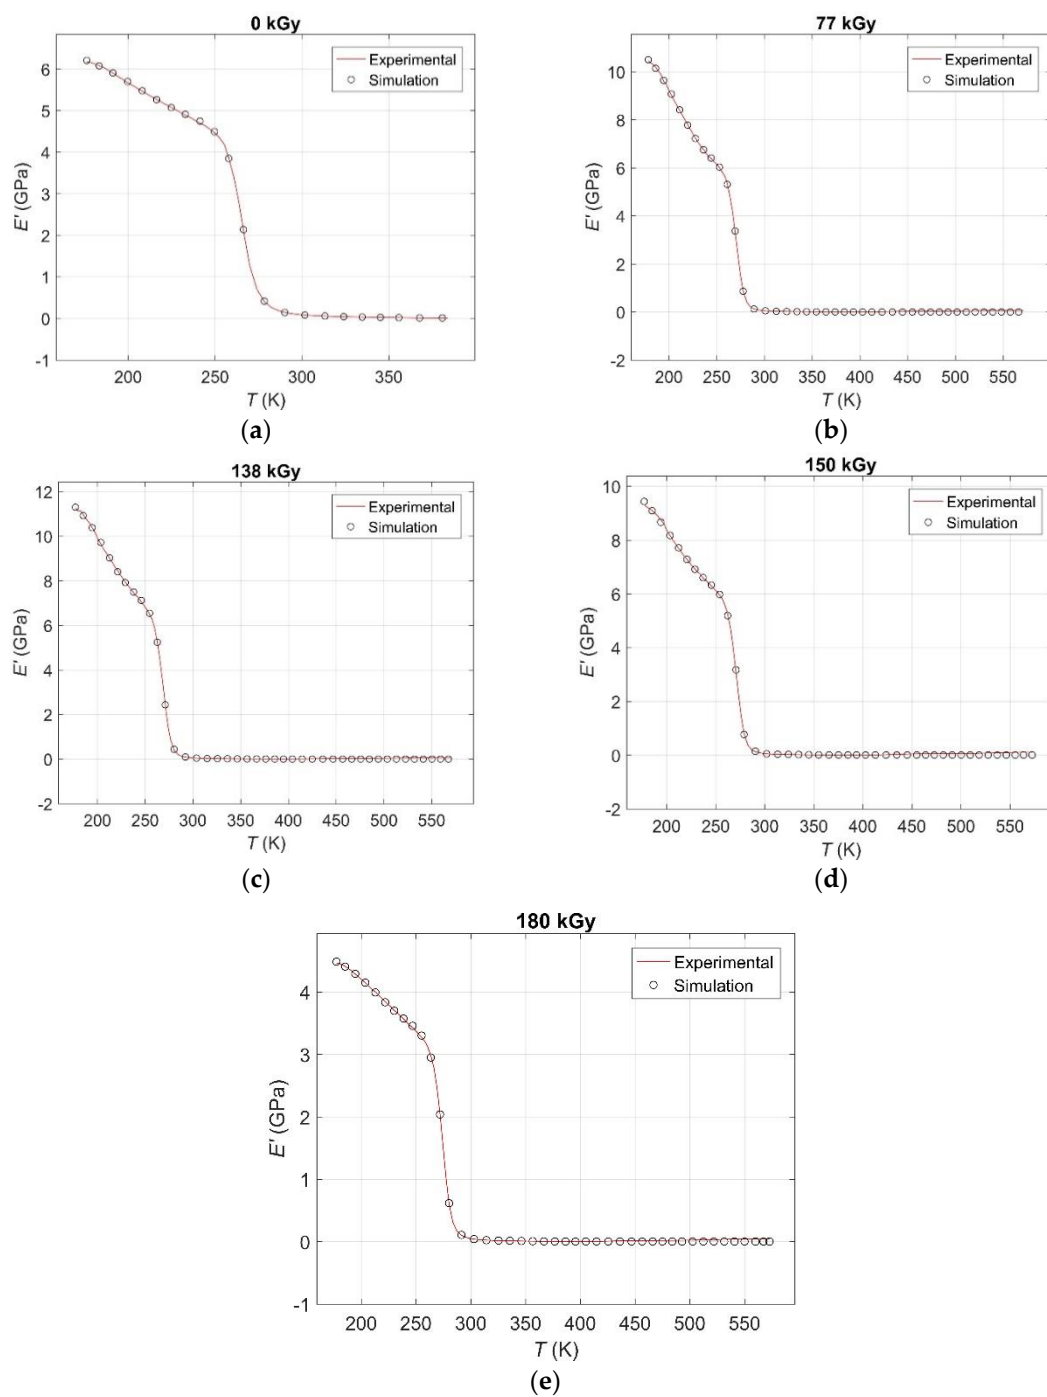 0 kGy
Experimental
Simulation
E′ (GPa)
6
5
4
3
2
1
0
-1
200 250 300 350
T (K)
(a)
77 kGy
Experimental
Simulation
E′ (GPa)
10
8
6
4
2
0
-2
200 250 300 350 400 450 500 550
T (K)
(b)
138 kGy
Experimental
Simulation
E′ (GPa)
12
10
8
6
4
2
0
-2
200 250 300 350 400 450 500 550
T (K)
(c)
150 kGy
Experimental
Simulation
E′ (GPa)
10
8
6
4
2
0
-2
200 250 300 350 400 450 500 550
T (K)
(d)
180 kGy
Experimental
Simulation
E′ (GPa)
4
3
2
1
0
-1
200 250 300 350 400 450 500 550
T (K)
(e)